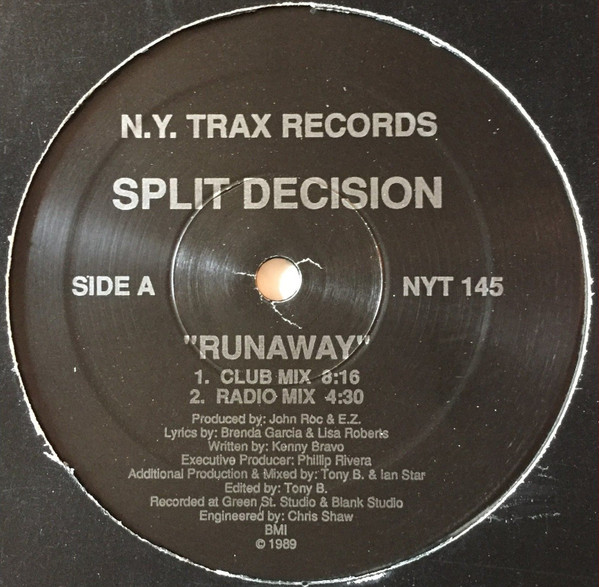 N.Y. TRAX RECORDS
SPLIT DECISION
SIDE A
NYT 145
"RUNAWAY"
1. CLUB MIX 8:16
2. RADIO MIX 4:30
Produced by: John Roc & E.Z.
Lyrics by: Brenda Garcia & Lisa Roberts
Written by: Kenny Bravo
Executive Producer: Phillip Rivera
Additional Production & Mixed by: Tony B. & Ian Star
Edited by: Tony B.
Recorded at Green St. Studio & Blank Studio
Engineered by: Chris Shaw
BMI
© 1989